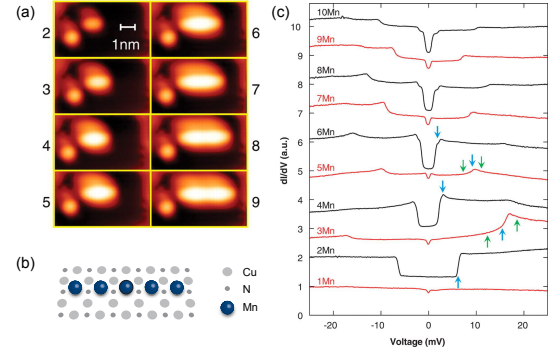 (a)
2
1nm
6
3
7
4
8
5
9
(b)
Cu
N
Mn
(c)
dI/dV (a.u.)
10
9
8
7
6
5
4
3
2
1
0
10Mn
9Mn
8Mn
7Mn
6Mn
5Mn
4Mn
3Mn
2Mn
1Mn
-20
-10
0
10
20
Voltage (mV)